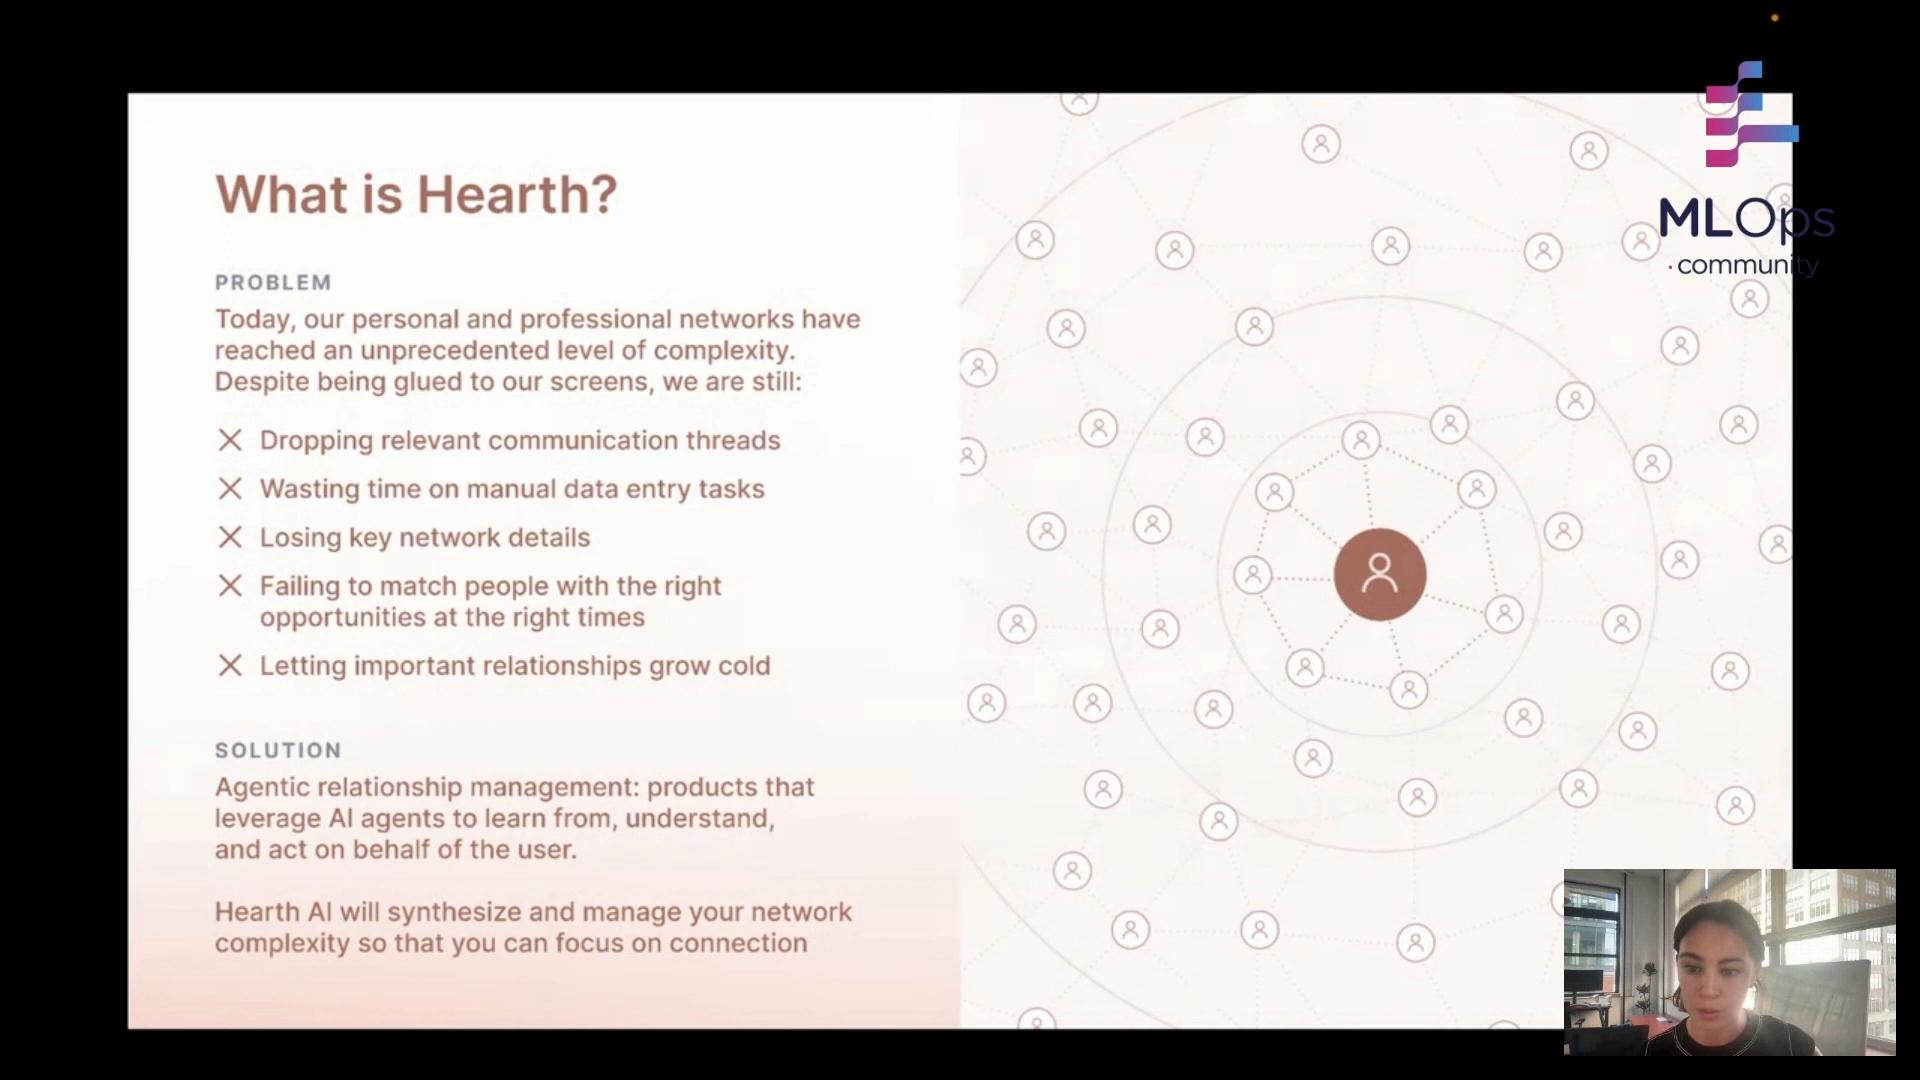 What is Hearth?
PROBLEM
Today, our personal and professional networks have
reached an unprecedented level of complexity.
Despite being glued to our screens, we are still:
Dropping relevant communication threads
Wasting time on manual data entry tasks
Losing key network details
Failing to match people with the right
opportunities at the right times
Letting important relationships grow cold
SOLUTION
Agentic relationship management: products that
leverage AI agents to learn from, understand,
and act on behalf of the user.
Hearth AI will synthesize and manage your network
complexity so that you can focus on connection
MLOps
community